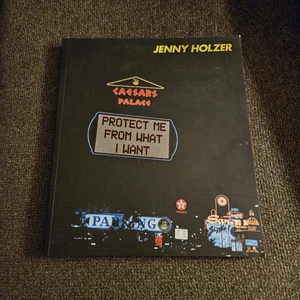 JENNY HOLZER
CAESARS
PALACE
PROTECT ME
FROM WHAT
I WANT
PARKING